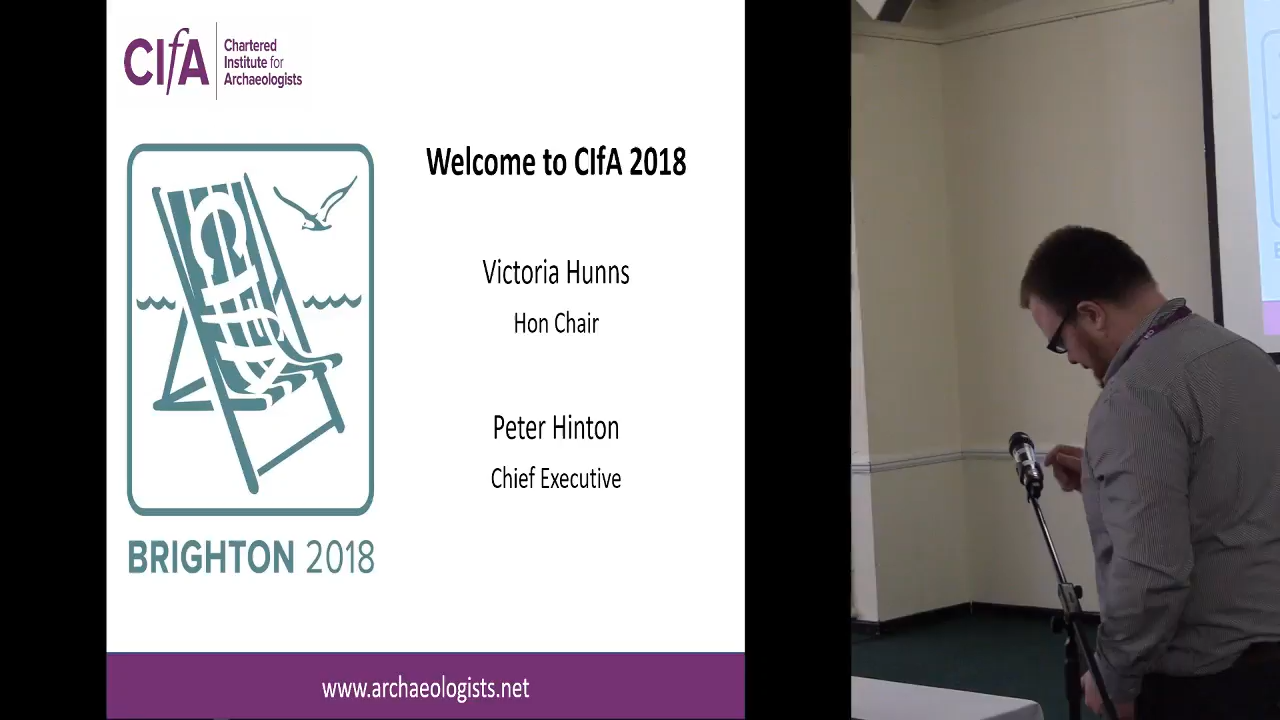 CIfA
Chartered
Institute for
Archaeologists
Welcome to CIfA 2018
Victoria Hunns
Hon Chair
Peter Hinton
Chief Executive
CIfA
BRIGHTON 2018
www.archaeologists.net